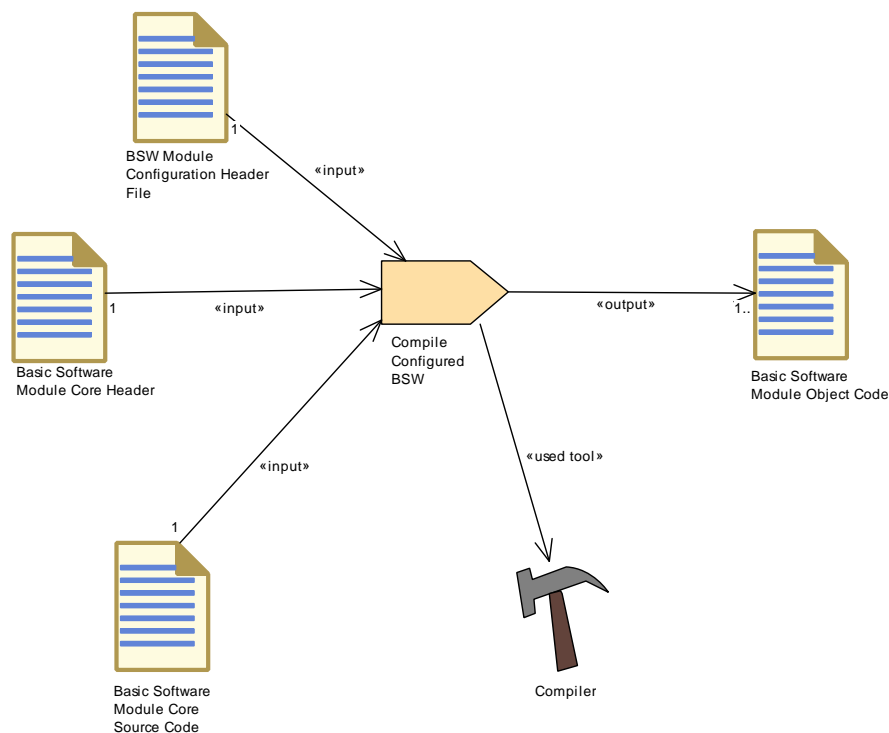 1
BSW Module
Configuration Header
File
«input»
1
«input»
Basic Software
Module Core Header
Compile
Configured
BSW
«output»
1..
Basic Software
Module Object Code
«input»
«used tool»
1
Basic Software
Module Core
Source Code
Compiler